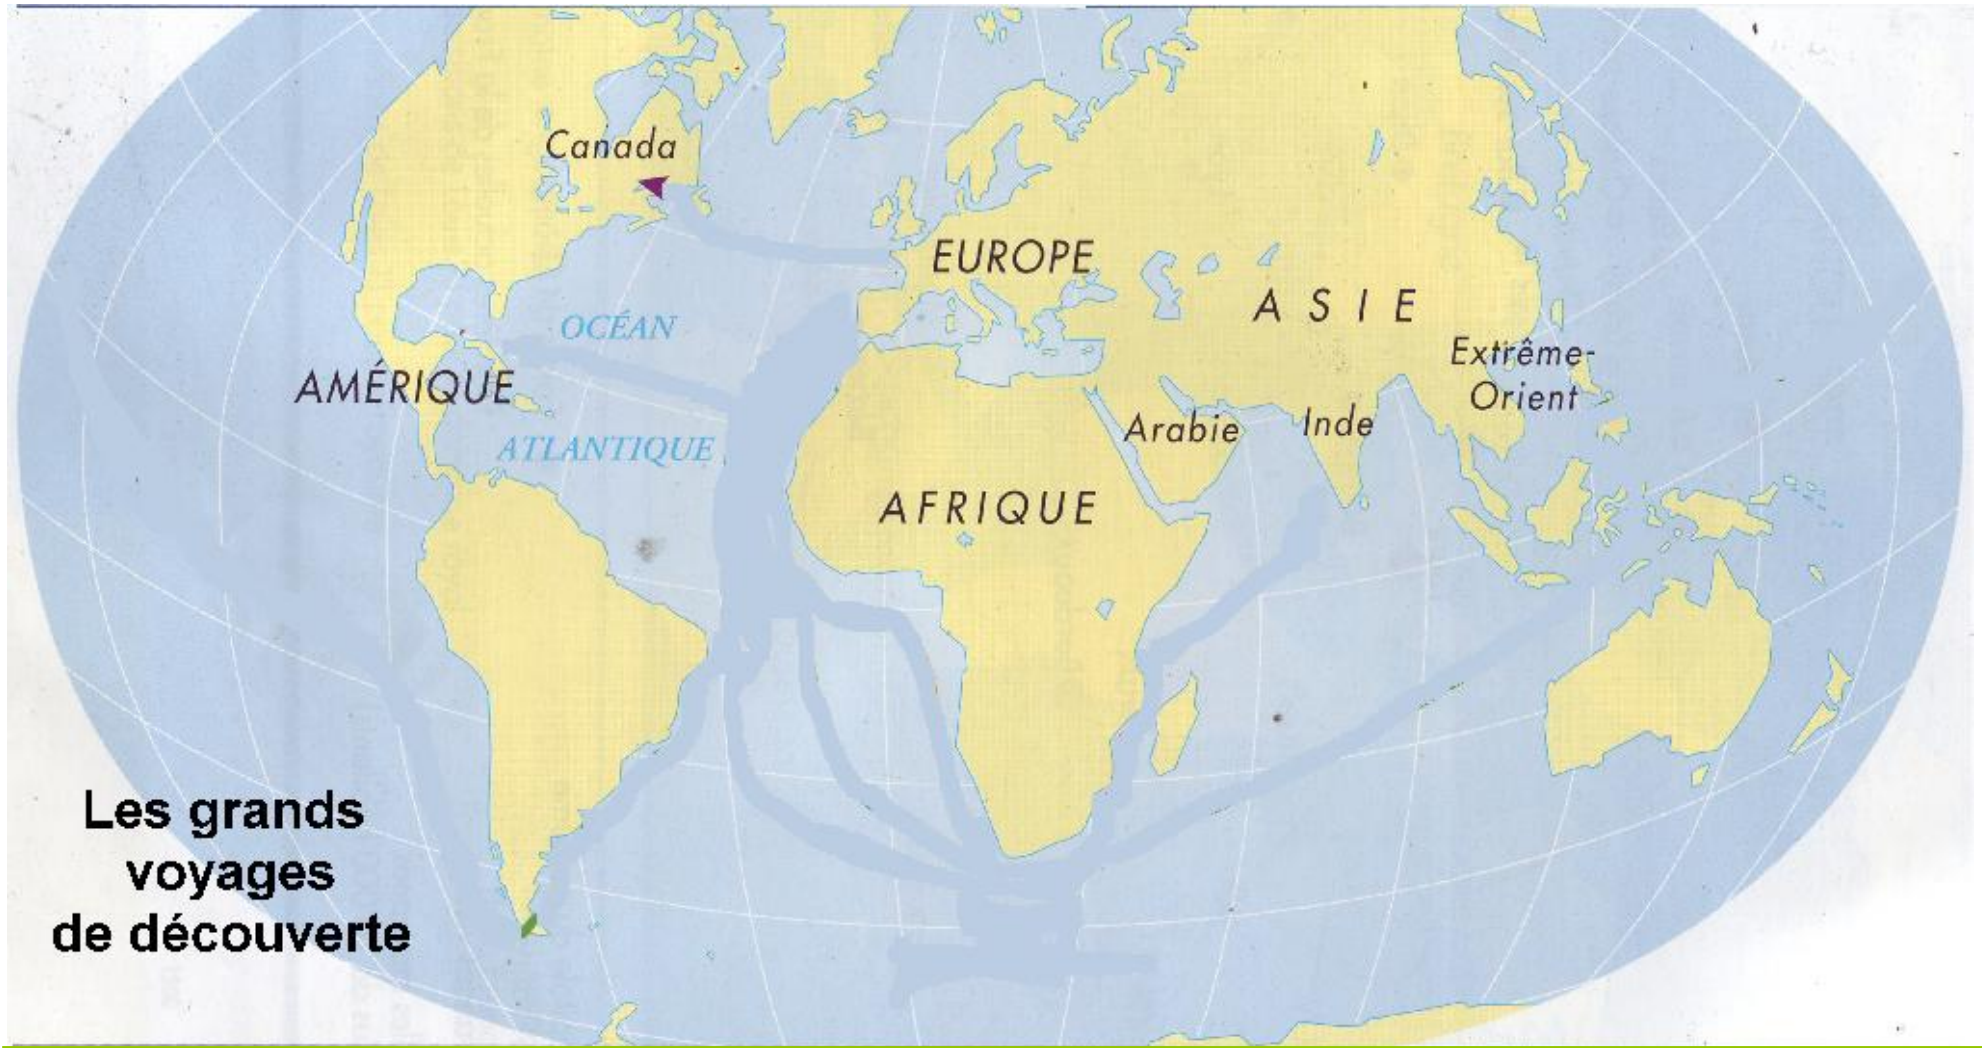 Canada
EUROPE
ASIE
OCÉAN
Extrême-
Orient
AMÉRIQUE
Arabie
Inde
ATLANTIQUE
AFRIQUE
Les grands
voyages
de découverte